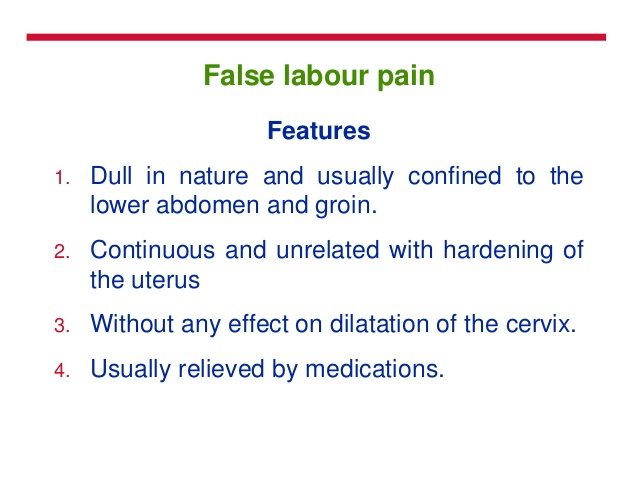 False labour pain
Features
1. Dull in nature and usually confined to the
lower abdomen and groin.
2. Continuous and unrelated with hardening of
the uterus
3. Without any effect on dilatation of the cervix.
4. Usually relieved by medications.